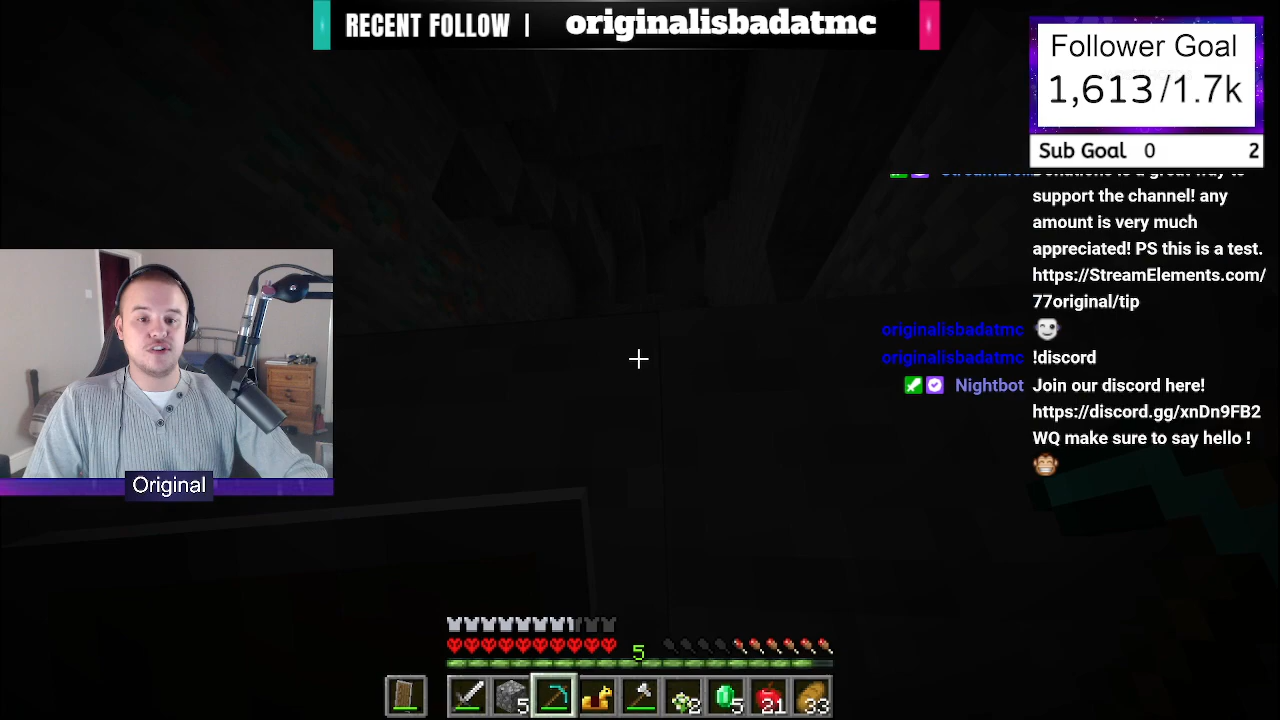 RECENT FOLLOW | originalisbadatmc
Follower Goal
1,613/1.7k
Sub Goal 0 2
support the channel! any
amount is very much
appreciated! PS this is a test.
https://StreamElements.com/
77original/tip
originalisbadatmc
originalisbadatmc !discord
Nightbot Join our discord here!
https://discord.gg/xnDn9FB2
WQ make sure to say hello !
Original
5
5
2
5
21
33